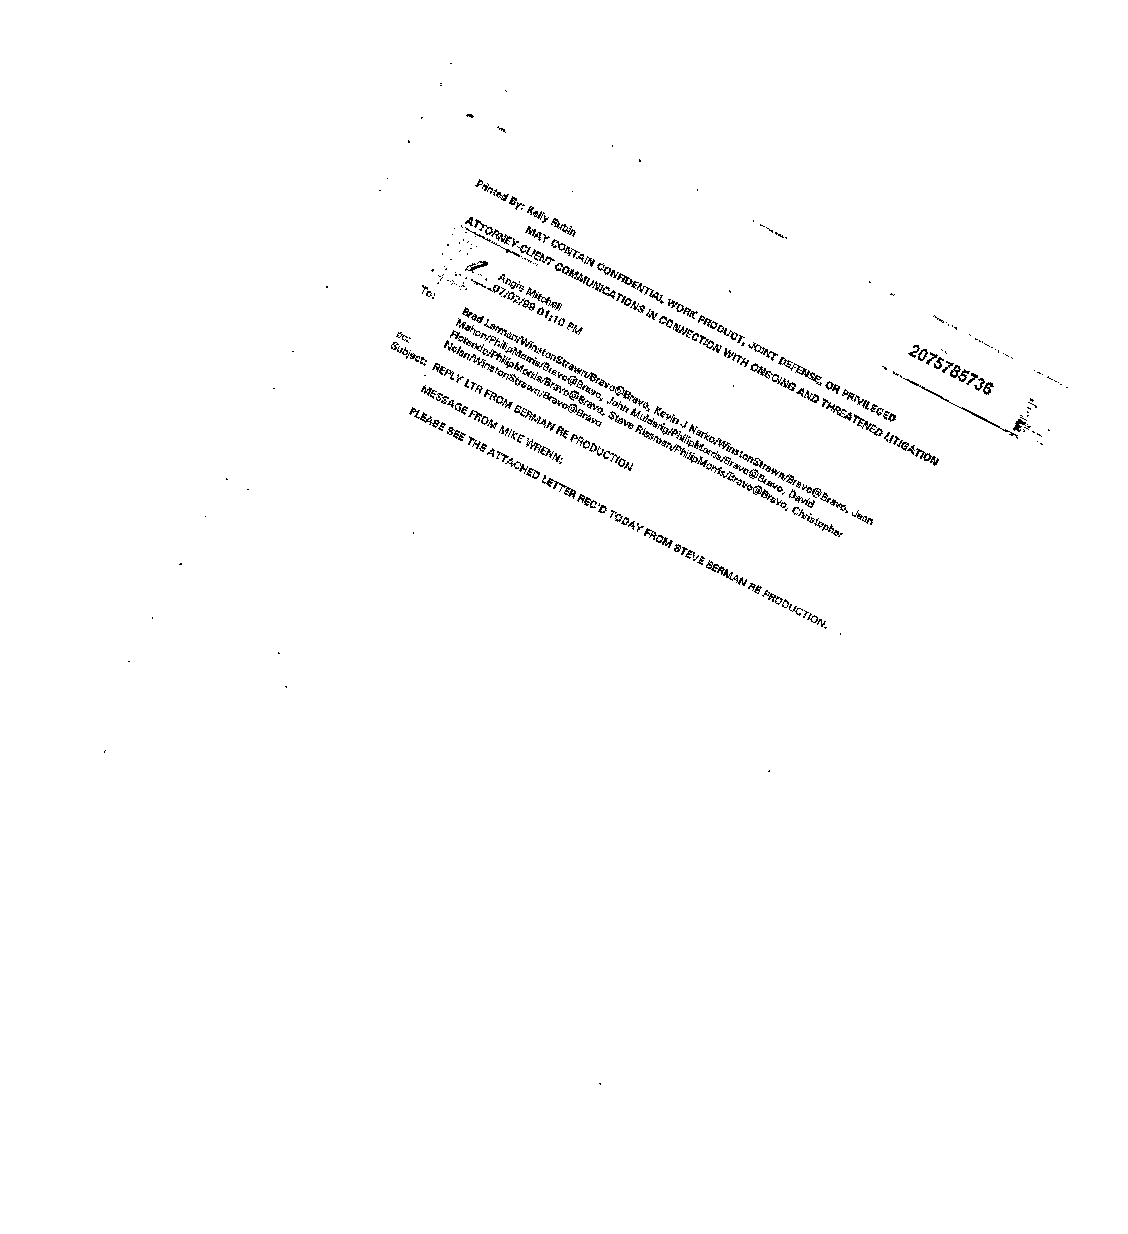 Printed By: Kelly Rubin
MAY CONTAIN CONFIDENTIAL WORK PRODUCT, JOINT DEFENSE, OR PRIVILEGED
ATTORNEY-CLIENT COMMUNICATIONS IN CONNECTION WITH ONGOING AND THREATENED LITIGATION
2075785736
Angie Mitchell
07/02/99 01:10 PM
To: Brad Lerman/WinstonStrawn/Bravo@Bravo, Kevin J Narko/WinstonStrawn/Bravo@Bravo, Jean
Mahon/PhilipMorris/Bravo@Bravo, John Mulderig/PhilipMorris/Bravo@Bravo, David
/PhilipMorris/Bravo@Bravo, Steve Rissman/PhilipMorris/Bravo@Bravo, Christopher
Nolan/WinstonStrawn/Bravo@Bravo
cc:
Subject: REPLY LTR FROM BERMAN RE PRODUCTION
MESSAGE FROM MIKE WRENN:
PLEASE SEE THE ATTACHED LETTER REC'D TODAY FROM STEVE BERMAN RE PRODUCTION.